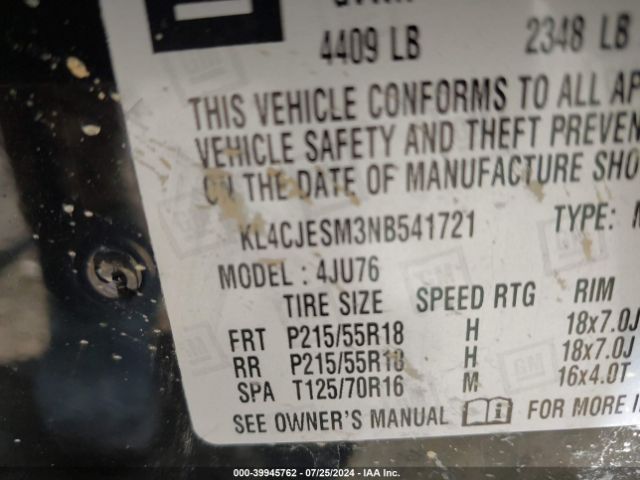 4409 LB 2348 LB
THIS VEHICLE CONFORMS TO ALL AP
VEHICLE SAFETY AND THEFT PREVEN
ON THE DATE OF MANUFACTURE SHO
KL4CJESM3NB541721 TYPE:
MODEL : 4JU76
TIRE SIZE SPEED RTG RIM
FRT P215/55R18 H 18x7.0J
RR P215/55R18 H 18x7.0J
SPA T125/70R16 M 16x4.0T
SEE OWNER'S MANUAL FOR MORE
000-39945762 - 07/25/2024 - IAA Inc.